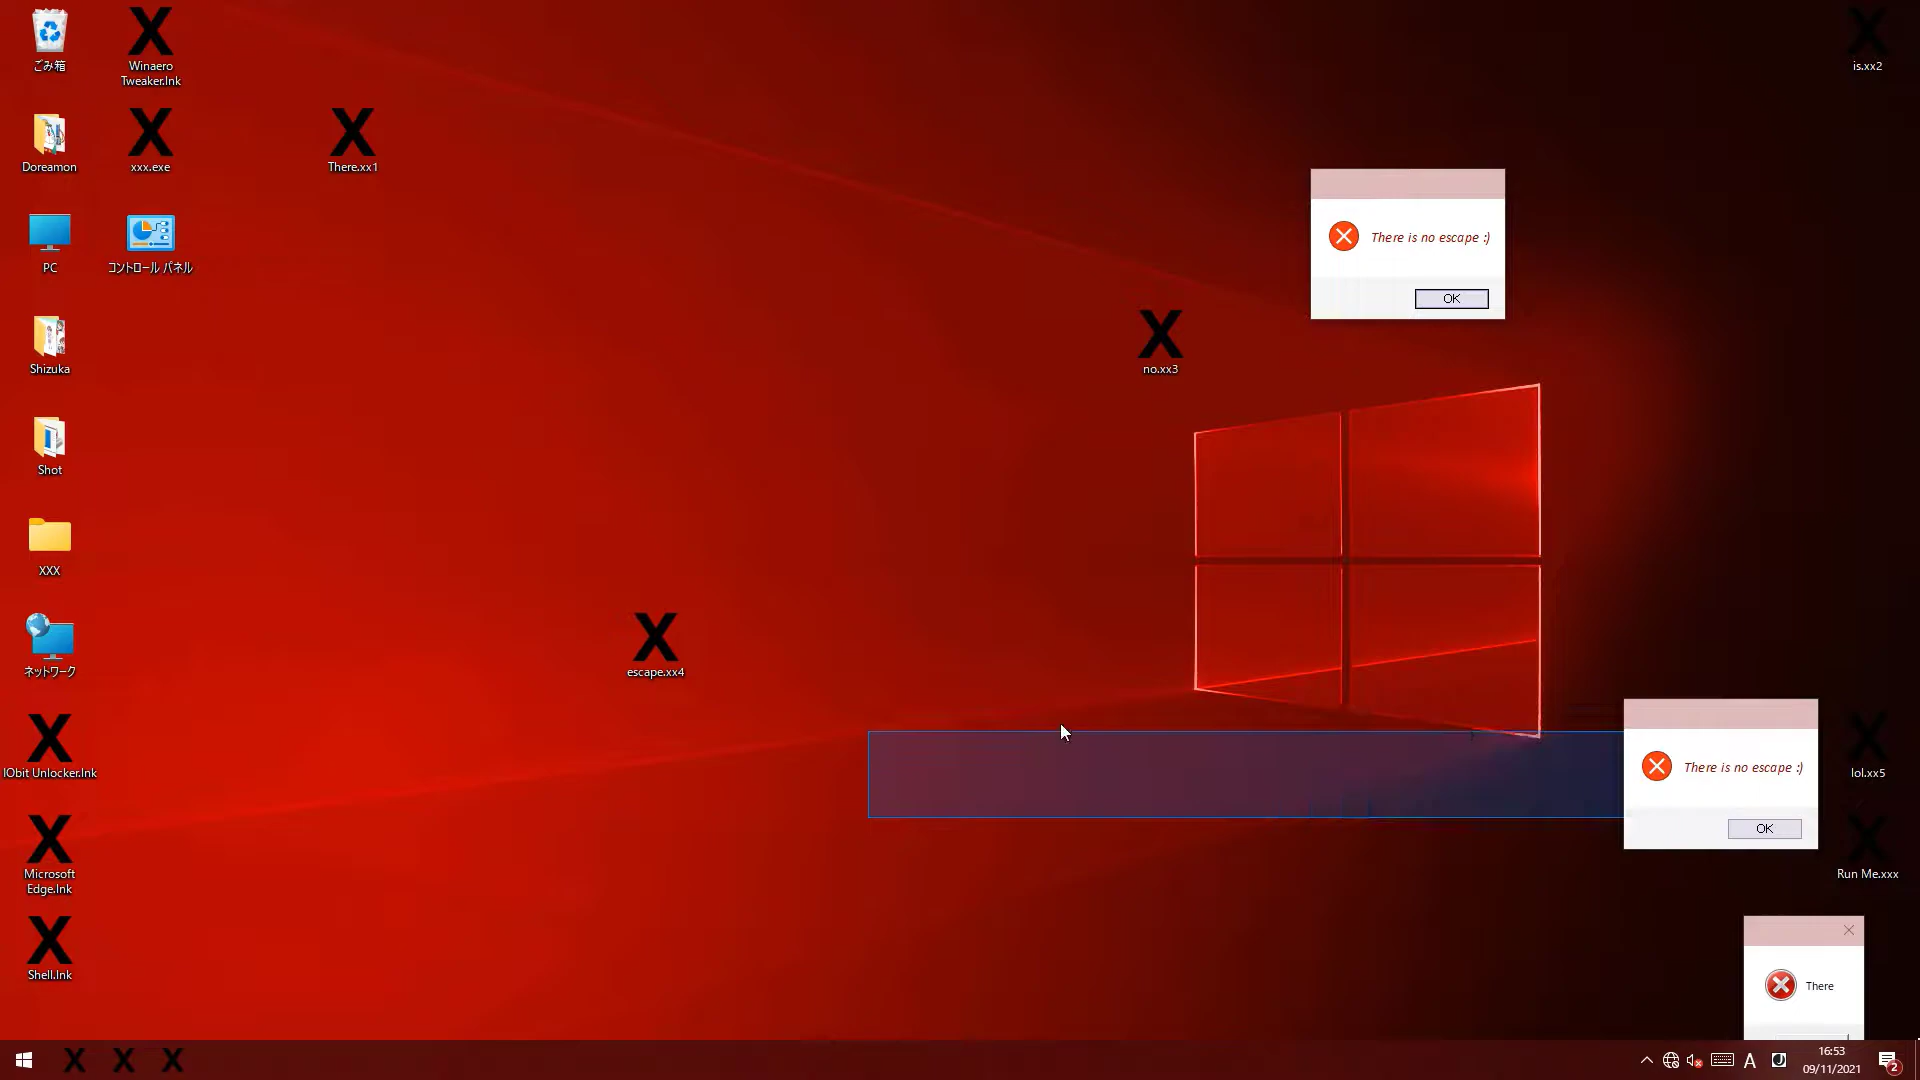 ごみ箱
Winaero
Tweaker.lnk
is.xx2
Doreamon
xxx.exe
There.xx1
PC
コントロール パネル
There is no escape :)
OK
Shizuka
no.xx3
Shot
XXX
ネットワーク
escape.xx4
IObit Unlocker.lnk
There is no escape :)
OK
lol.xx5
Microsoft
Edge.lnk
Run Me.xxx
Shell.lnk
There
A
16:53
09/11/2021
2